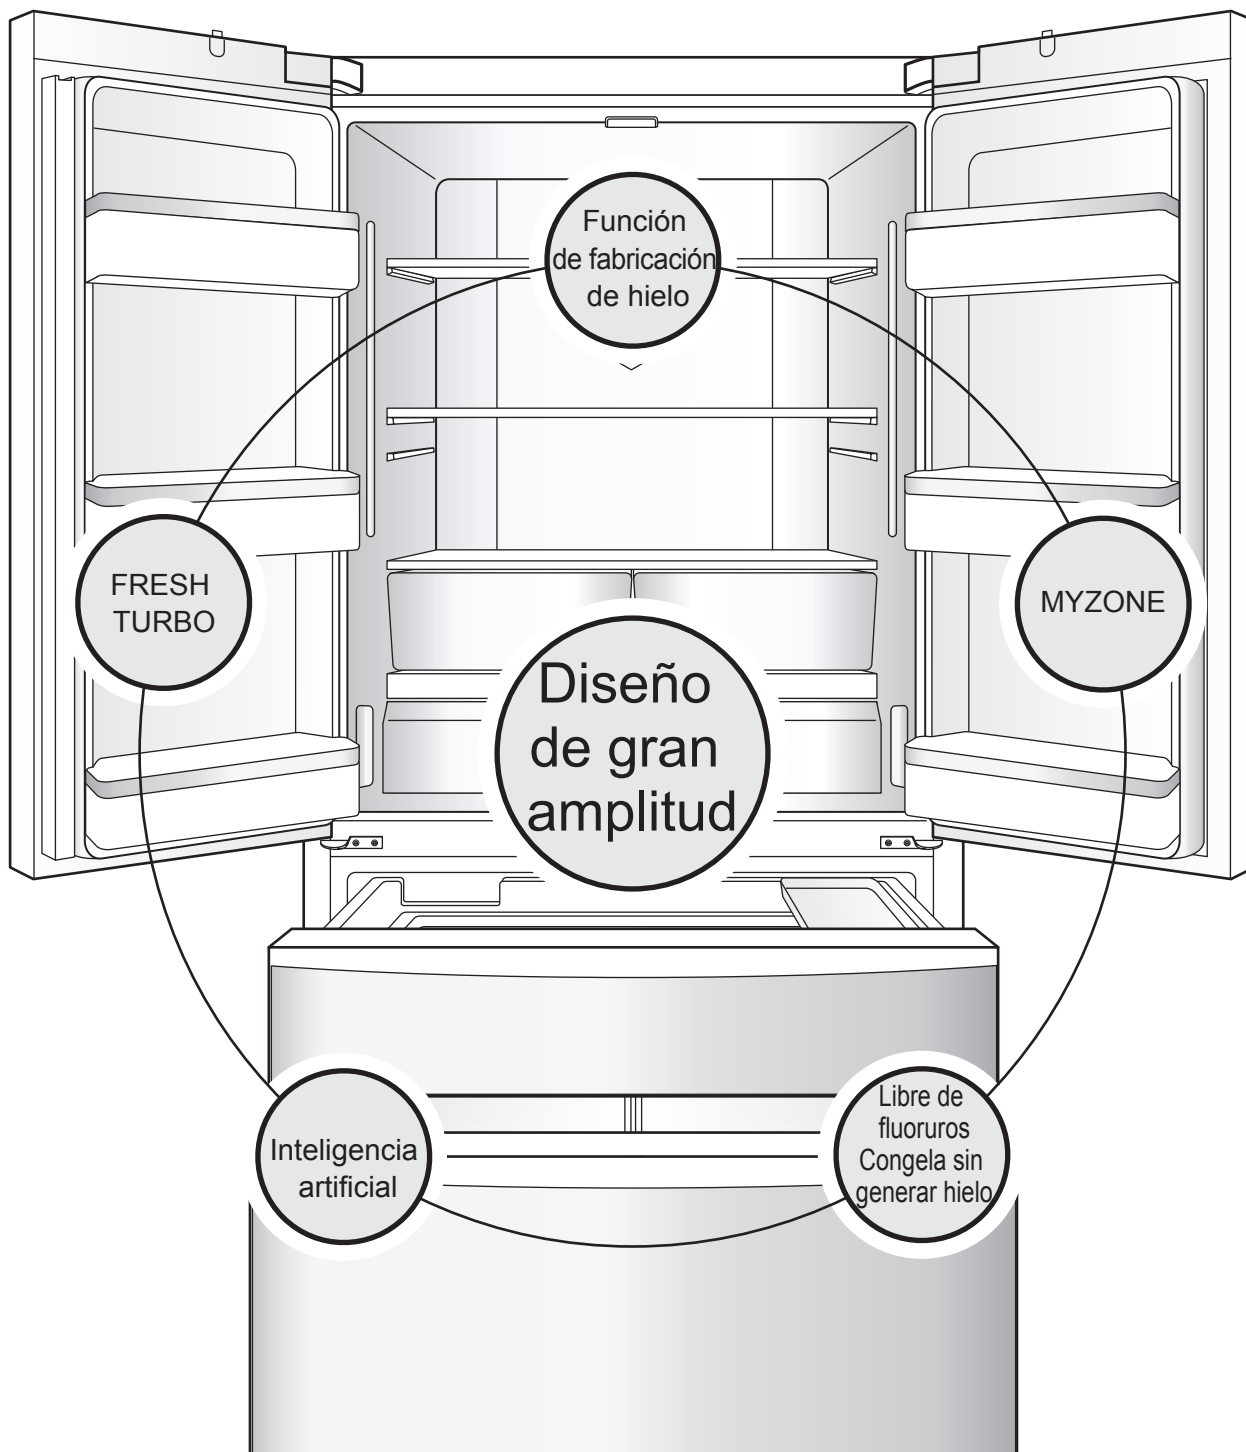 Función
de fabricación
de hielo
FRESH
TURBO
MYZONE
Diseño
de gran
amplitud
Inteligencia
artificial
Libre de
fluoruros
Congela sin
generar hielo